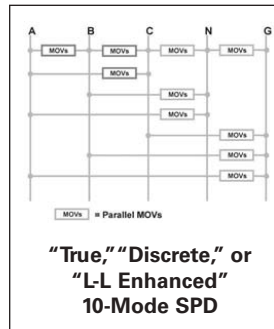 A B C N G
MOVs MOVs MOVs MOVs
MOVs
MOVs
MOVs
MOVs
MOVs
MOVs
MOVs = Parallel MOVs
“True,” “Discrete,” or
“L-L Enhanced”
10-Mode SPD